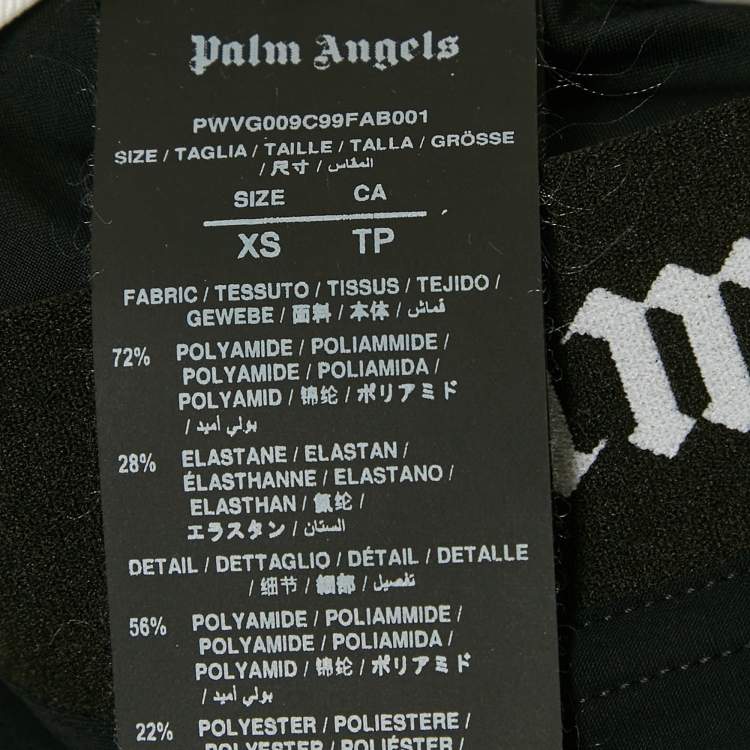 Palm Angels
PWVG009C99FAB001
SIZE / TAGLIA / TAILLE / TALLA / GRÖSSE
/ 尺寸 / المقاس
SIZE CA
XS TP
FABRIC / TESSUTO / TISSUS / TEJIDO /
GEWEBE / 面料 / 本体 / قماش
72% POLYAMIDE / POLIAMMIDE /
POLYAMIDE / POLIAMIDA /
POLYAMID / 锦纶 / ポリアミド
/ بولي أميد
28% ELASTANE / ELASTAN /
ÉLASTHANNE / ELASTANO /
ELASTHAN / 氨纶 /
エラスタン / الستان
DETAIL / DETTAGLIO / DÉTAIL / DETALLE
/ 细节 / 細部 / تفصيل
56% POLYAMIDE / POLIAMMIDE /
POLYAMIDE / POLIAMIDA /
POLYAMID / 锦纶 / ポリアミド
/ بولي أميد
22% POLYESTER / POLIESTERE /
POLYESTER / POLIÉSTER